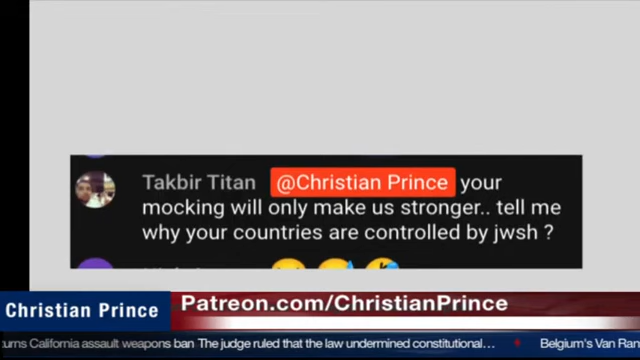 Takbir Titan @Christian Prince your
mocking will only make us stronger.. tell me
why your countries are controlled by jwsh ?
Christian Prince
Patreon.com/ChristianPrince
urns California assault weapons ban The judge ruled that the law undermined constitutional... Belgium's Van Ran